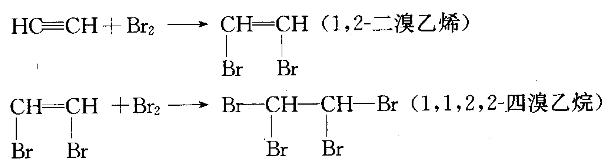 HC≡CH+Br₂ → CH=CH (1,2-二溴乙烯)
Br Br
CH=CH +Br₂ → Br—CH—CH—Br (1,1,2,2-四溴乙烷)
Br Br Br Br